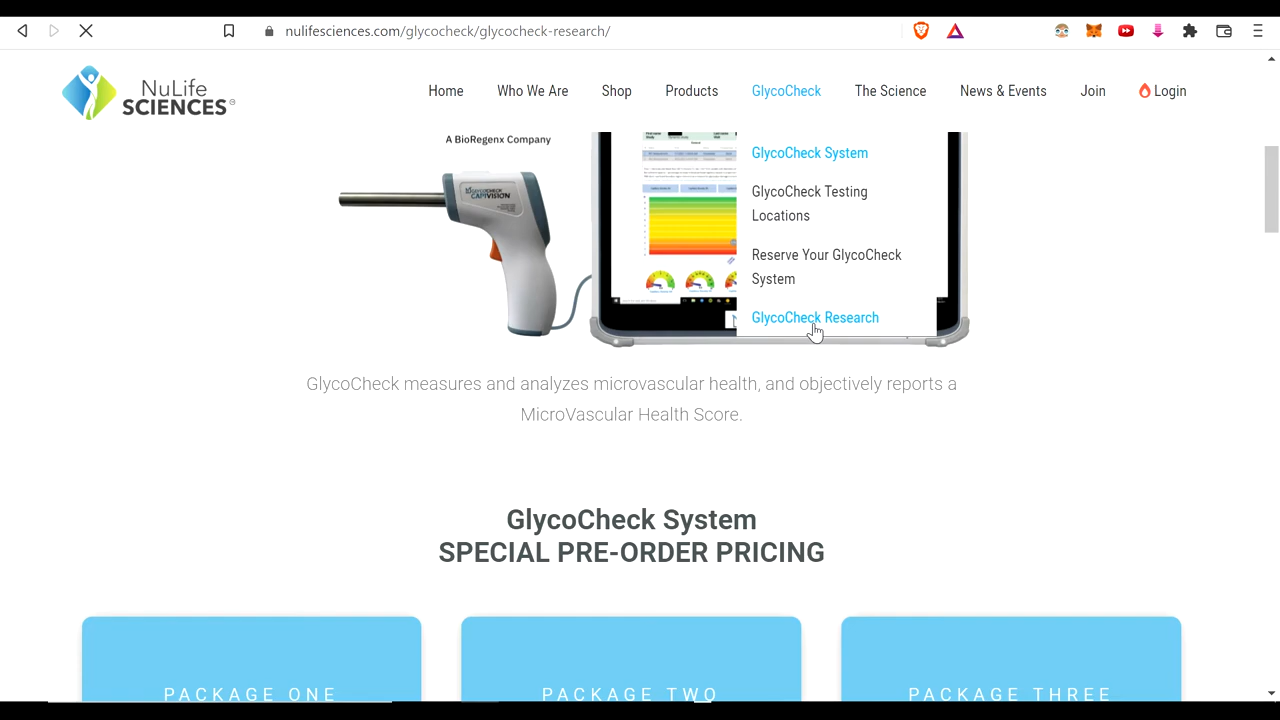 nulifesciences.com/glycocheck/glycocheck-research/
NuLife
SCIENCES
Home
Who We Are
Shop
Products
GlycoCheck
The Science
News & Events
Join
Login
A BioRegenx Company
GlycoCheck System
GlycoCheck Testing
Locations
Reserve Your GlycoCheck
System
GlycoCheck Research
GLYCOCHECK
CAPIVISION
GlycoCheck measures and analyzes microvascular health, and objectively reports a
MicroVascular Health Score.
GlycoCheck System
SPECIAL PRE-ORDER PRICING
PACKAGE ONE
PACKAGE TWO
PACKAGE THREE